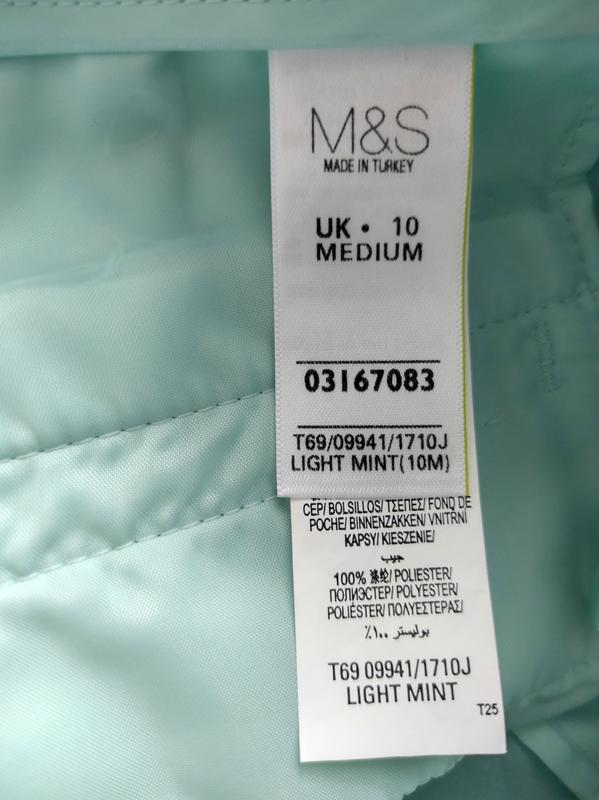 M&S
MADE IN TURKEY
UK • 10
MEDIUM
03167083
T69/09941/1710J
LIGHT MINT(10M)
CEP/ BOLSILLOS/ ΤΣΕΠΕΣ/ FOND DE
POCHE/ BINNENZAKKEN/ VNITŘNÍ
KAPSY/ KIESZENIE/
جيب
100% 涤纶/ POLIESTER/
ПОЛИЭСТЕР/ POLYESTER/
POLIÉSTER/ ΠΟΛΥΕΣΤΕΡΑΣ/
بوليستر ١٠٠٪
T69 09941/1710J
LIGHT MINT
T25